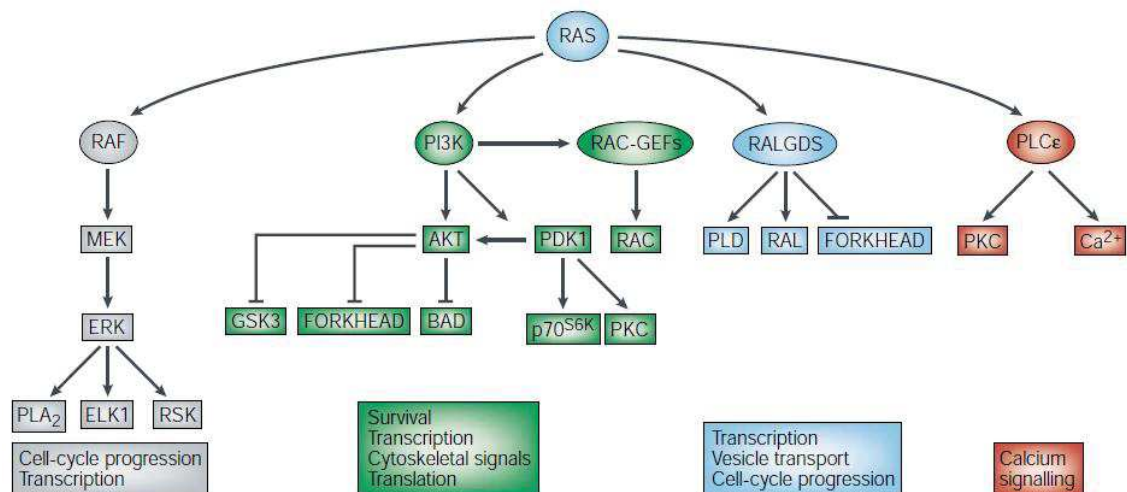 RAS
RAF
PI3K
RAC-GEFs
RALGDS
PLCε
MEK
AKT
PDK1
RAC
PLD
RAL
FORKHEAD
PKC
Ca2+
GSK3
FORKHEAD
BAD
p70S6K
PKC
ERK
PLA2
ELK1
RSK
Cell-cycle progression
Transcription
Survival
Transcription
Cytoskeletal signals
Translation
Transcription
Vesicle transport
Cell-cycle progression
Calcium
signalling